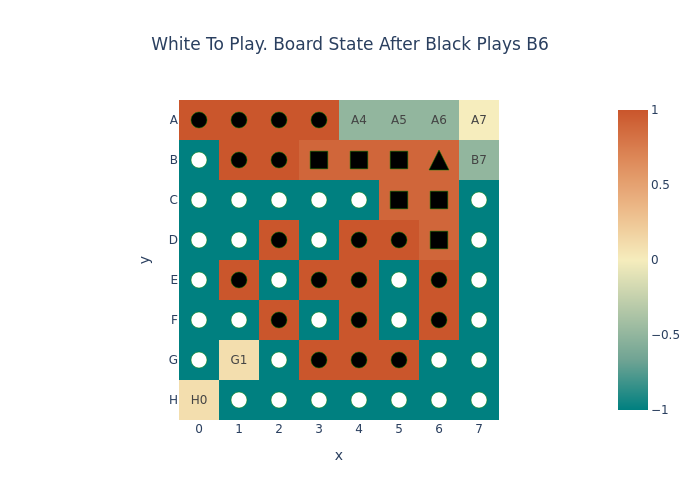 White To Play. Board State After Black Plays B6
A
A4
A5
A6
A7
1
B
B7
C
0.5
D
y
E
0
F
G
G1
−0.5
H
H0
−1
0
1
2
3
4
5
6
7
x